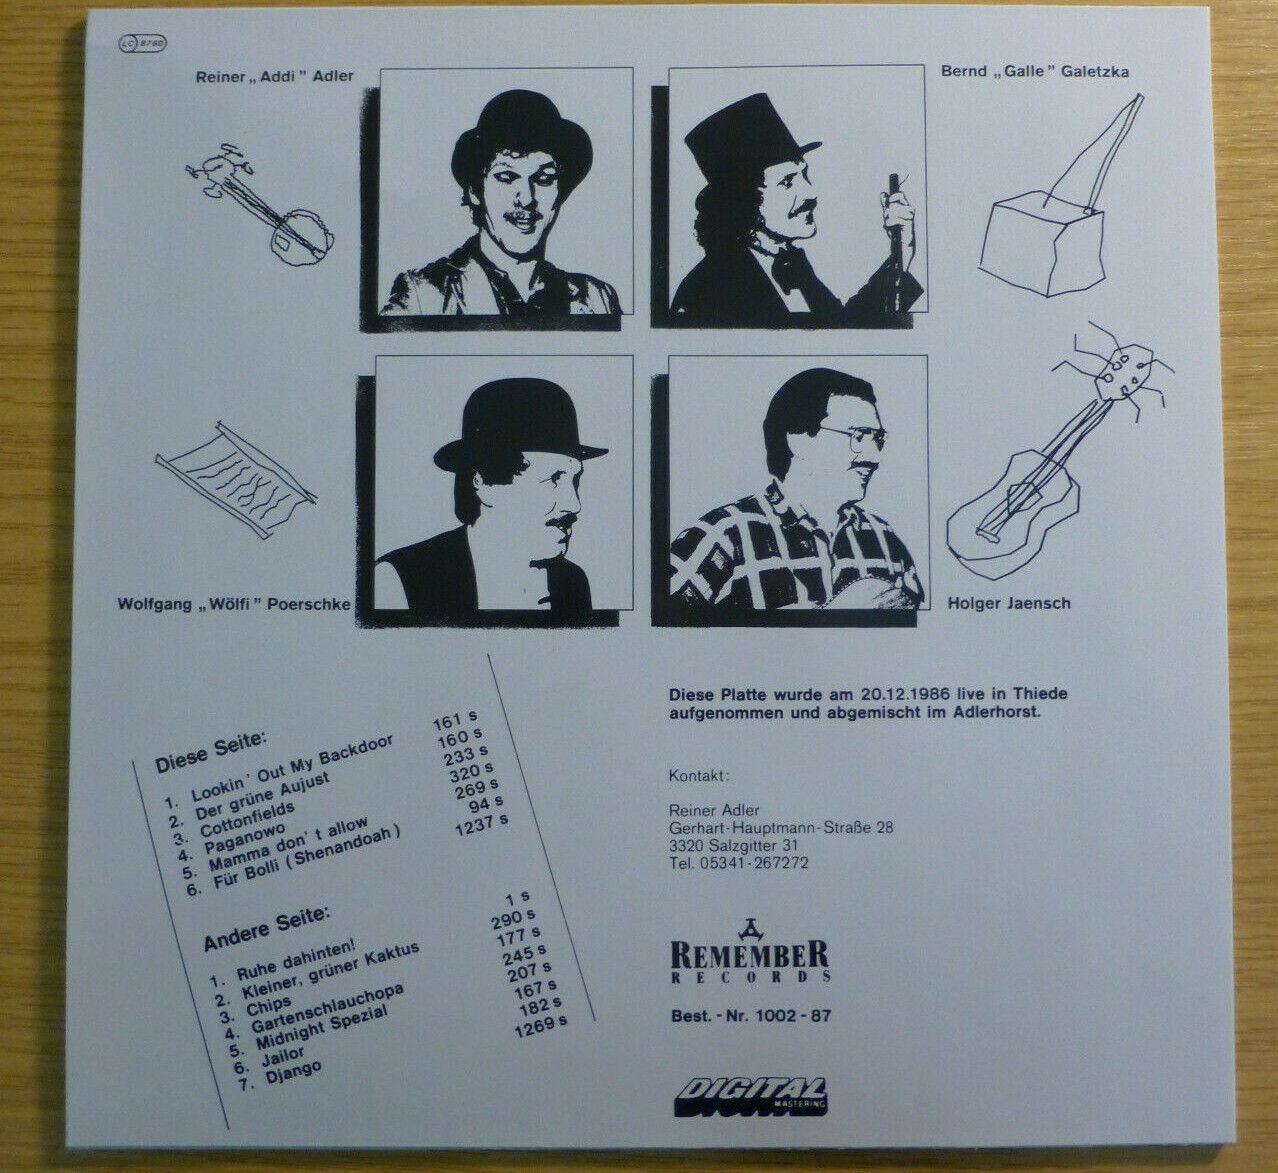 LC 8760
Reiner „Addi” Adler
Bernd „Galle” Galetzka
Wolfgang „Wölfi” Poerschke
Holger Jaensch
Diese Seite:
1. Lookin' Out My Backdoor 161 s
2. Der grüne Aujust 160 s
3. Cottonfields 233 s
4. Paganowo 320 s
5. Mamma don't allow 269 s
6. Für Bolli (Shenandoah) 94 s
1237 s
Andere Seite:
1. Ruhe dahinten! 1 s
2. Kleiner, grüner Kaktus 290 s
3. Chips 177 s
4. Gartenschlauchopa 245 s
5. Midnight Spezial 207 s
6. Jailor 167 s
7. Django 182 s
1269 s
Diese Platte wurde am 20.12.1986 live in Thiede
aufgenommen und abgemischt im Adlerhorst.
Kontakt:
Reiner Adler
Gerhart-Hauptmann-Straße 28
3320 Salzgitter 31
Tel. 05341-267272
REMEMBER
RECORDS
Best.-Nr. 1002-87
DIGITAL
MASTERING